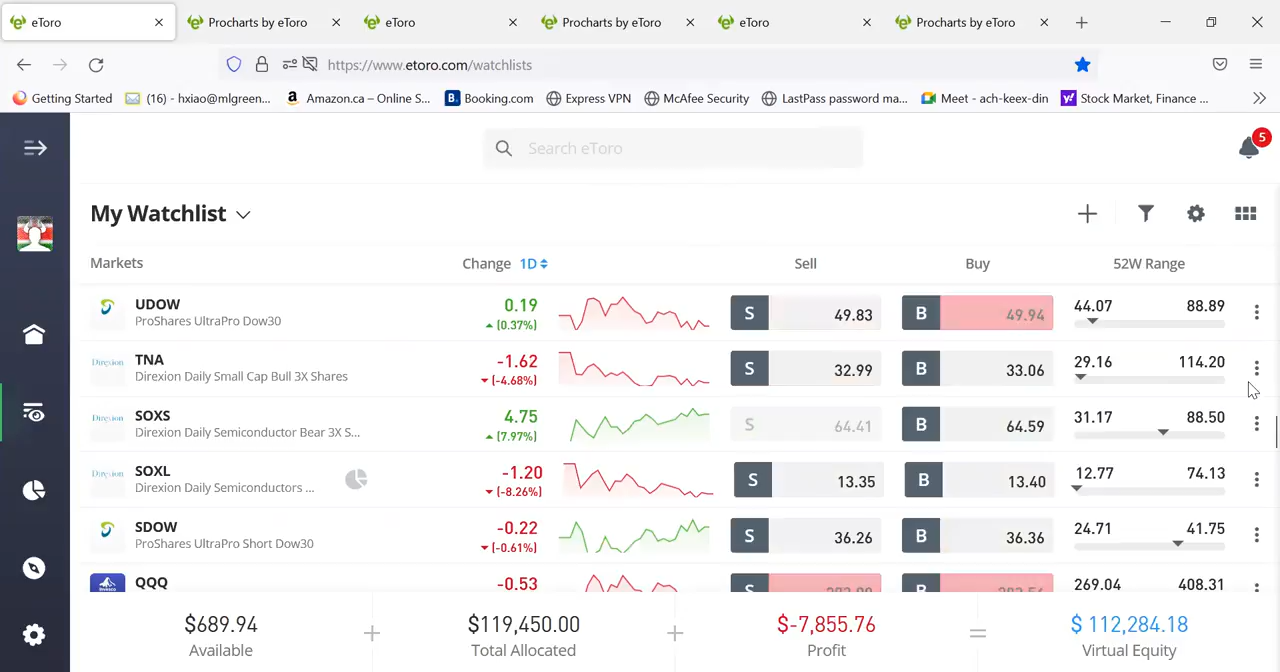 eToro
Procharts by eToro
eToro
Procharts by eToro
eToro
Procharts by eToro
https://www.etoro.com/watchlists
Getting Started
(16) - hxiao@mlgreen...
Amazon.ca – Online S...
Booking.com
Express VPN
McAfee Security
LastPass password ma...
Meet - ach-keex-din
Stock Market, Finance ...
Search eToro
5
My Watchlist
Markets Change 1D Sell Buy 52W Range
UDOW 0.19 S 49.83 B 49.94 44.07 88.89
ProShares UltraPro Dow30 (0.37%)
TNA -1.62 S 32.99 B 33.06 29.16 114.20
Direxion Daily Small Cap Bull 3X Shares (-4.68%)
SOXS 4.75 S 64.41 B 64.59 31.17 88.50
Direxion Daily Semiconductor Bear 3X S... (7.97%)
SOXL -1.20 S 13.35 B 13.40 12.77 74.13
Direxion Daily Semiconductors ... (-8.26%)
SDOW -0.22 S 36.26 B 36.36 24.71 41.75
ProShares UltraPro Short Dow30 (-0.61%)
QQQ -0.53 S B 269.04 408.31
$689.94 + $119,450.00 + $-7,855.76 = $ 112,284.18
Available Total Allocated Profit Virtual Equity